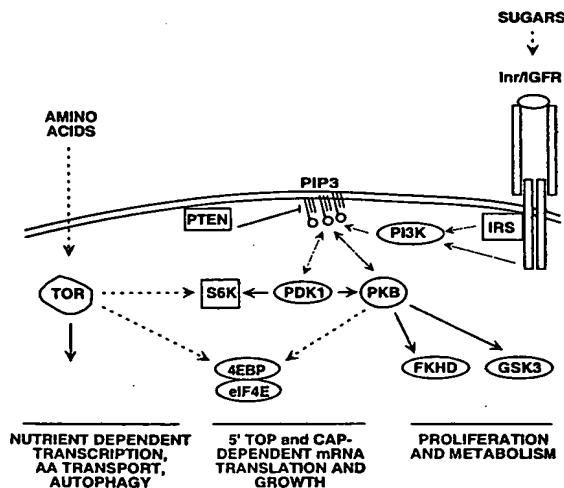 SUGARS
Inr/IGFR
AMINO
ACIDS
PIP3
PTEN
PI3K
IRS
TOR
S6K
PDK1
PKB
4EBP
eIF4E
FKHD
GSK3
NUTRIENT DEPENDENT
TRANSCRIPTION,
AA TRANSPORT,
AUTOPHAGY
5' TOP and CAP-
DEPENDENT mRNA
TRANSLATION AND
GROWTH
PROLIFERATION
AND METABOLISM